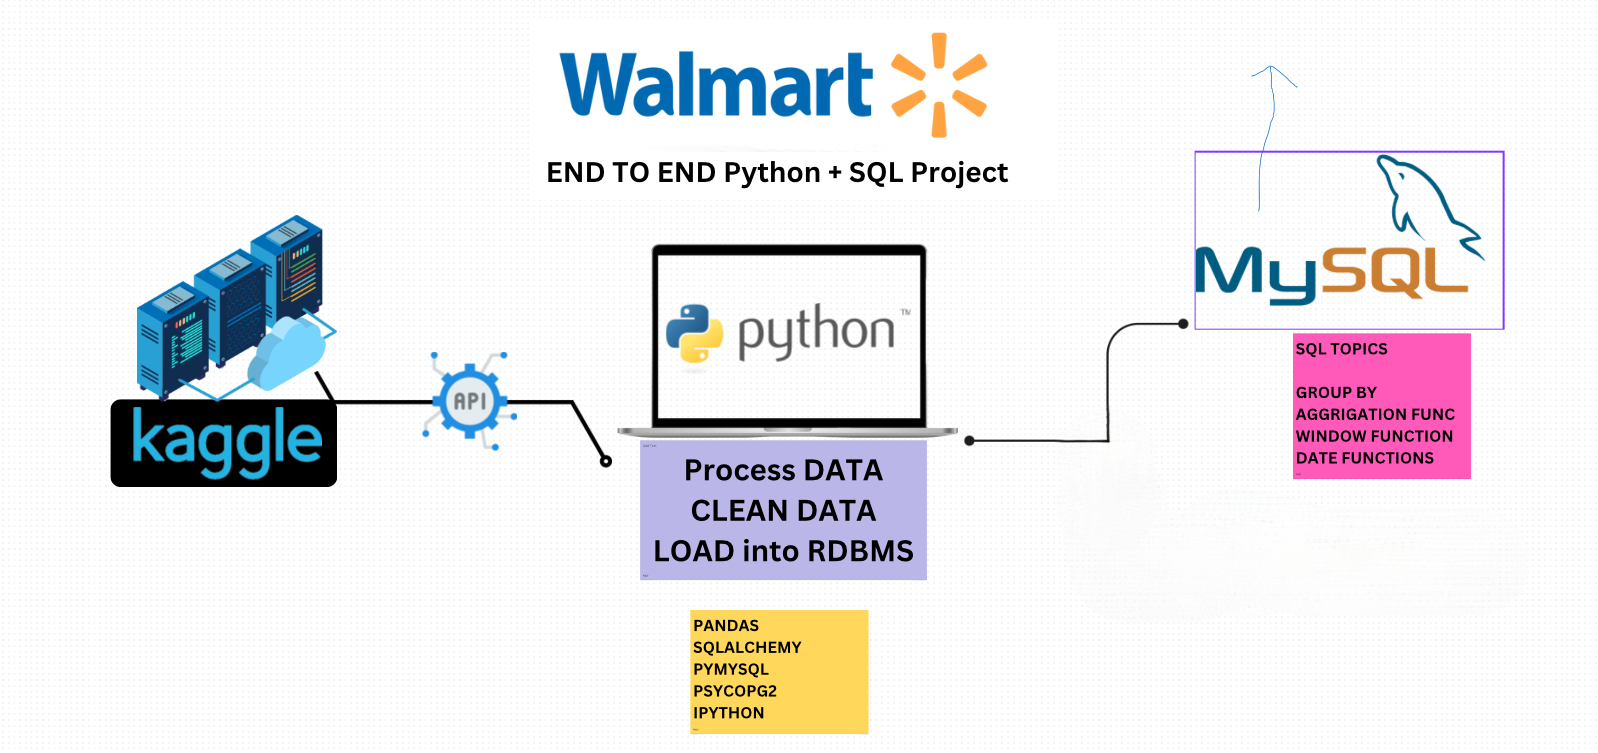 Walmart
END TO END Python + SQL Project
kaggle
API
python™
Process DATA
CLEAN DATA
LOAD into RDBMS
PANDAS
SQLALCHEMY
PYMYSQL
PSYCOPG2
IPYTHON
MySQL
SQL TOPICS
GROUP BY
AGGRIGATION FUNC
WINDOW FUNCTION
DATE FUNCTIONS